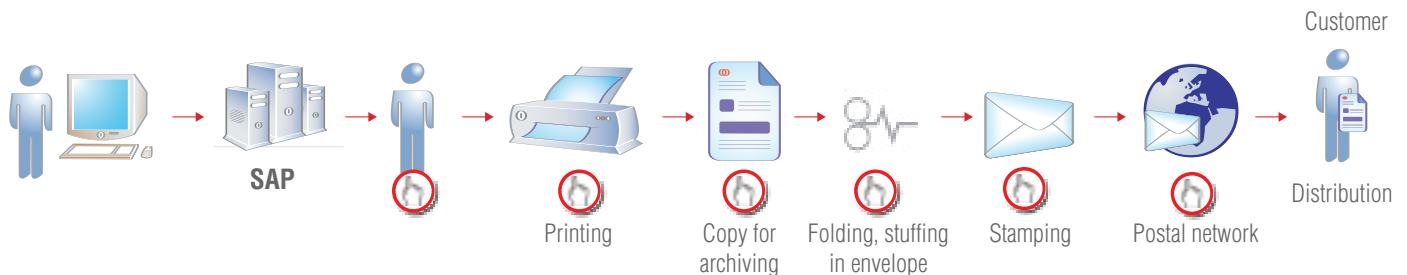 Customer
SAP
Distribution
Printing
Copy for
archiving
Folding, stuffing
in envelope
Stamping
Postal network